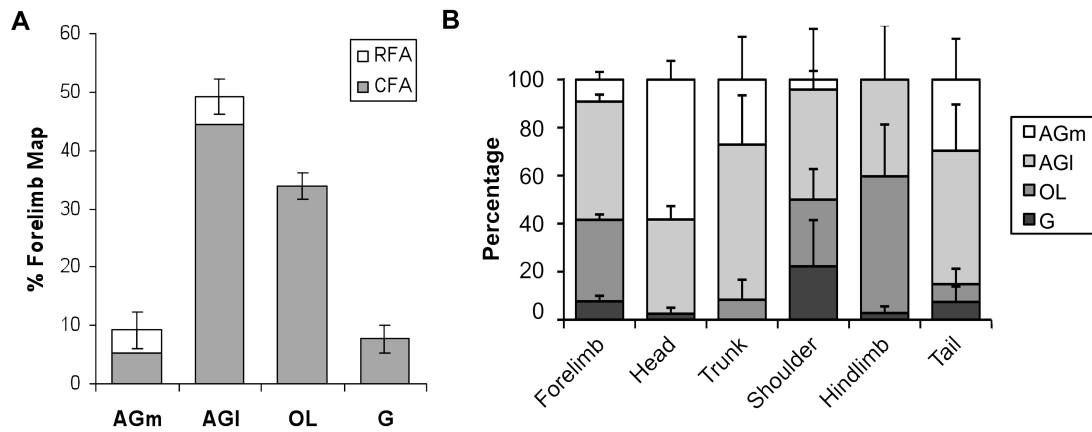 A
60
50
40
30
20
10
0
% Forelimb Map
RFA
CFA
AGm
AGl
OL
G
B
100
80
60
40
20
0
Percentage
AGm
AGl
OL
G
Forelimb
Head
Trunk
Shoulder
Hindlimb
Tail